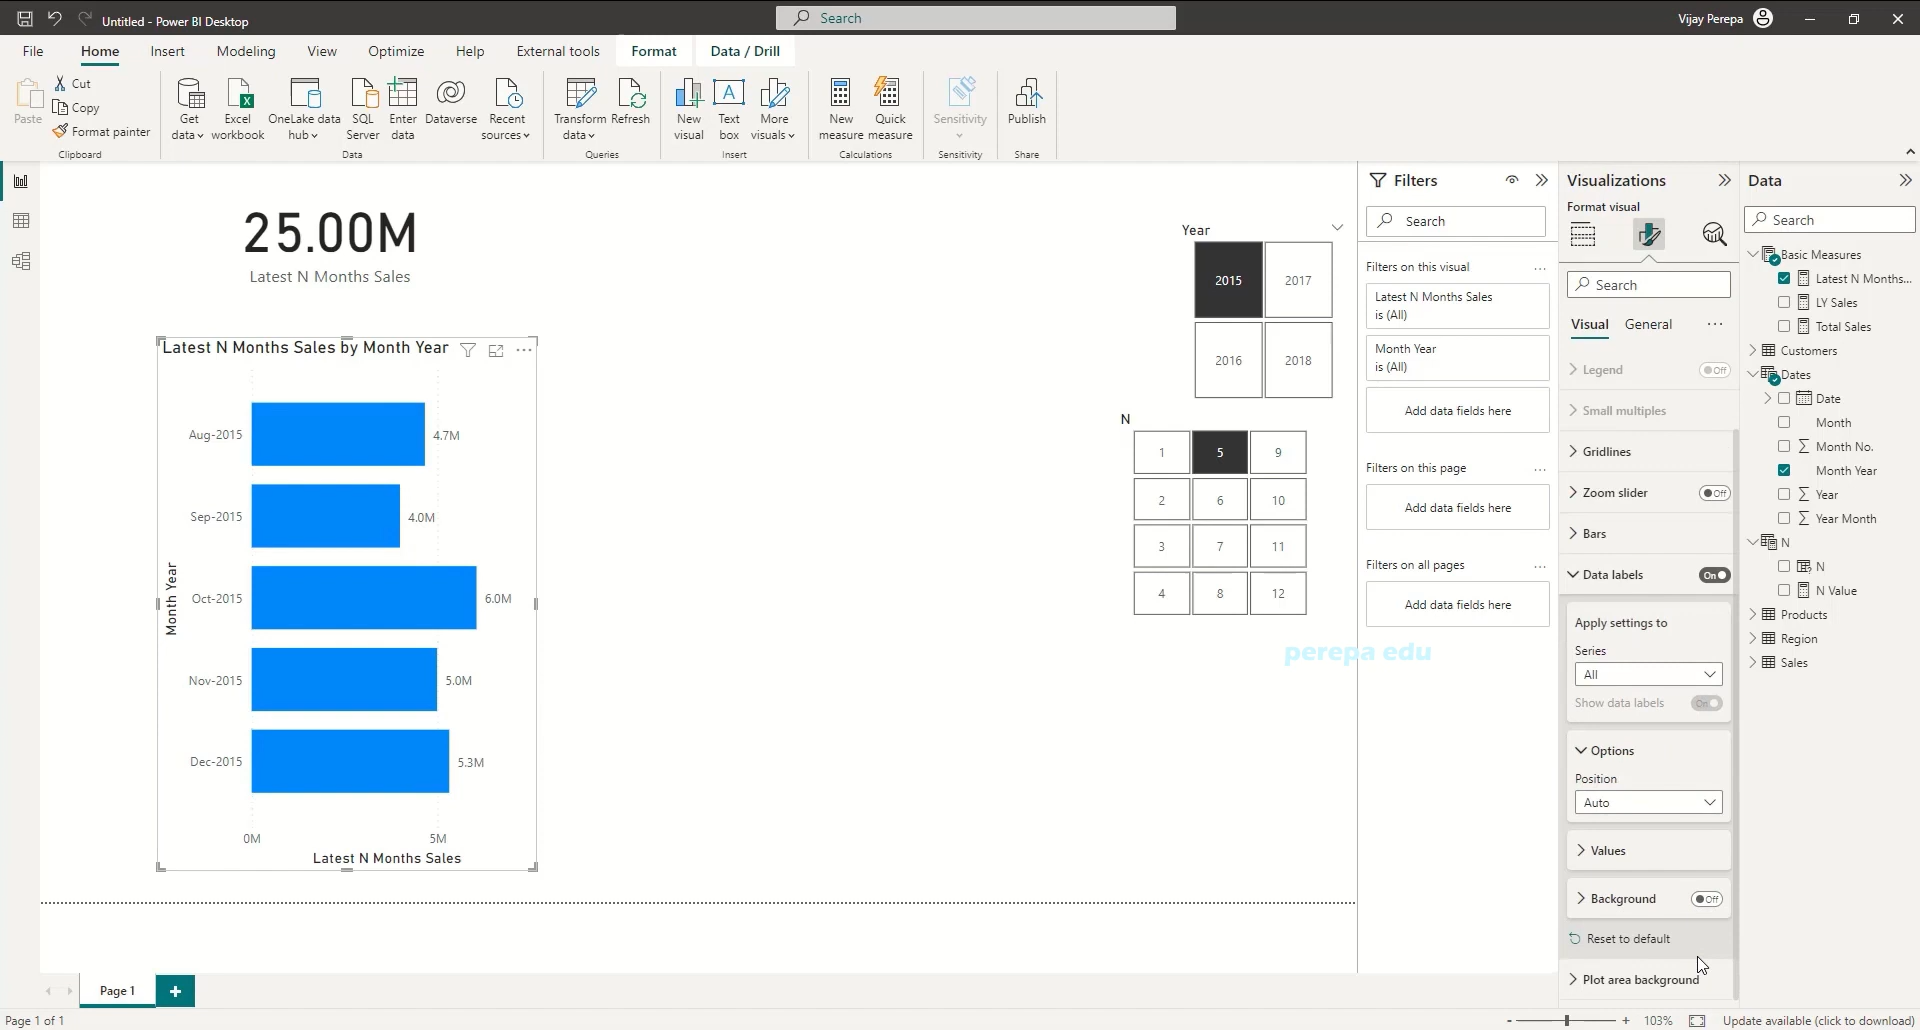 Untitled - Power BI Desktop
Search
Vijay Perepa
File
Home
Insert
Modeling
View
Optimize
Help
External tools
Format
Data / Drill
Paste
Cut
Copy
Format painter
Clipboard
Get data
Excel workbook
OneLake data hub
SQL Server
Enter data
Dataverse
Recent sources
Data
Transform data
Refresh
Queries
New visual
Text box
More visuals
Insert
New measure
Quick measure
Calculations
Sensitivity
Sensitivity
Publish
Share
25.00M
Latest N Months Sales
Latest N Months Sales by Month Year
Month Year
Aug-2015
4.7M
Sep-2015
4.0M
Oct-2015
6.0M
Nov-2015
5.0M
Dec-2015
5.3M
0M
5M
Latest N Months Sales
Year
2015
2017
2016
2018
N
1
5
9
2
6
10
3
7
11
4
8
12
perepa edu
Filters
Search
Filters on this visual
...
Latest N Months Sales
is (All)
Month Year
is (All)
Add data fields here
Filters on this page
...
Add data fields here
Filters on all pages
...
Add data fields here
Visualizations
Format visual
Search
Visual
General
...
Legend
Off
Small multiples
Gridlines
Zoom slider
Off
Bars
Data labels
On
Apply settings to
Series
All
Show data labels
On
Options
Position
Auto
Values
Background
Off
Reset to default
Plot area background
Data
Search
Basic Measures
Latest N Months...
LY Sales
Total Sales
Customers
Dates
Date
Month
Month No.
Month Year
Year
Year Month
N
N
N Value
Products
Region
Sales
Page 1
+
Page 1 of 1
- +
103%
Update available (click to download)